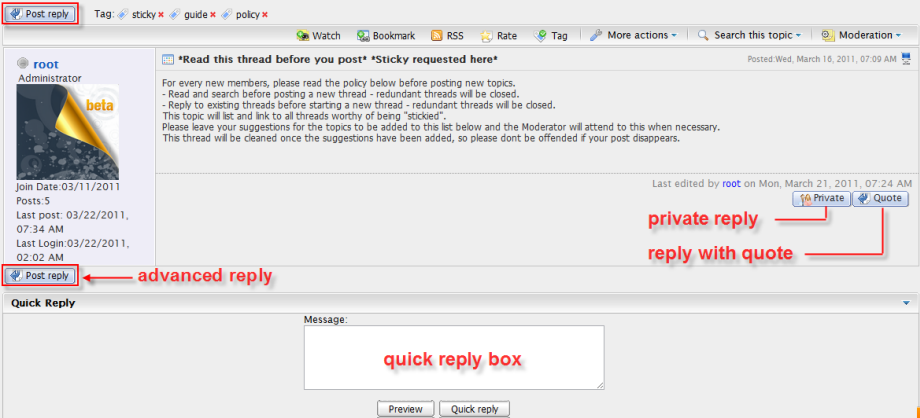 Post reply Tag: sticky guide policy
Watch Bookmark RSS Rate Tag More actions Search this topic Moderation
root
Administrator
beta
Join Date:03/11/2011
Posts:5
Last post: 03/22/2011,
07:34 AM
Last Login:03/22/2011,
02:02 AM
*Read this thread before you post* *Sticky requested here* Posted:Wed, March 16, 2011, 07:09 AM
For every new members, please read the policy below before posting new topics.
- Read and search before posting a new thread - redundant threads will be closed.
- Reply to existing threads before starting a new thread - redundant threads will be closed.
This topic will list and link to all threads worthy of being "stickied".
Please leave your suggestions for the topics to be added to this list below and the Moderator will attend to this when necessary.
This thread will be cleaned once the suggestions have been added, so please dont be offended if your post disappears.
Last edited by root on Mon, March 21, 2011, 07:24 AM
Private Quote
private reply
reply with quote
Post reply advanced reply
Quick Reply
Message:
quick reply box
Preview Quick reply